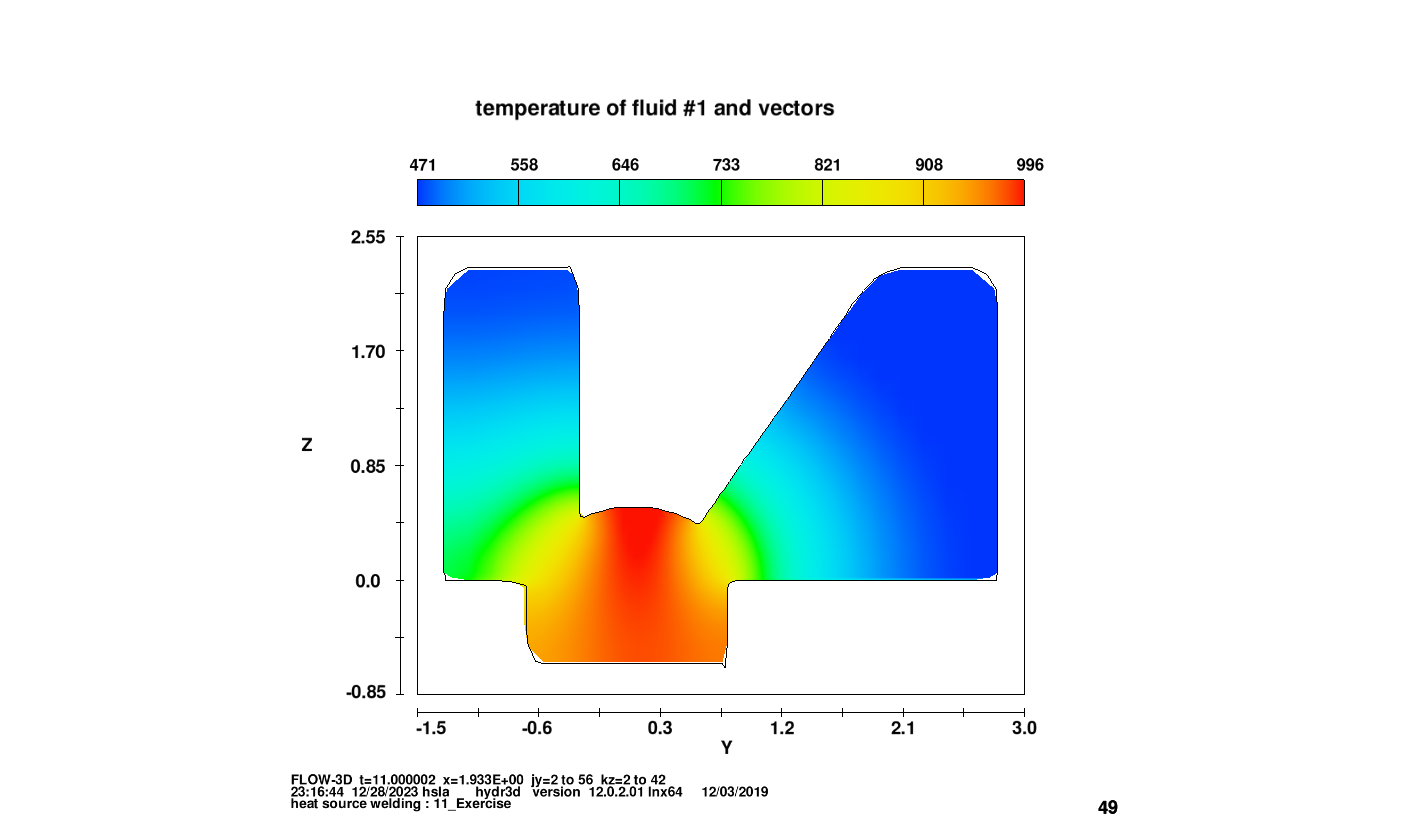 temperature of fluid #1 and vectors
471 558 646 733 821 908 996
2.55
1.70
Z
0.85
0.0
-0.85
-1.5 -0.6 0.3 1.2 2.1 3.0
Y
FLOW-3D t=11.000002 x=1.933E+00 jy=2 to 56 kz=2 to 42
23:16:44 12/28/2023 hsla hydr3d version 12.0.2.01 lnx64 12/03/2019
heat source welding : 11_Exercise
49